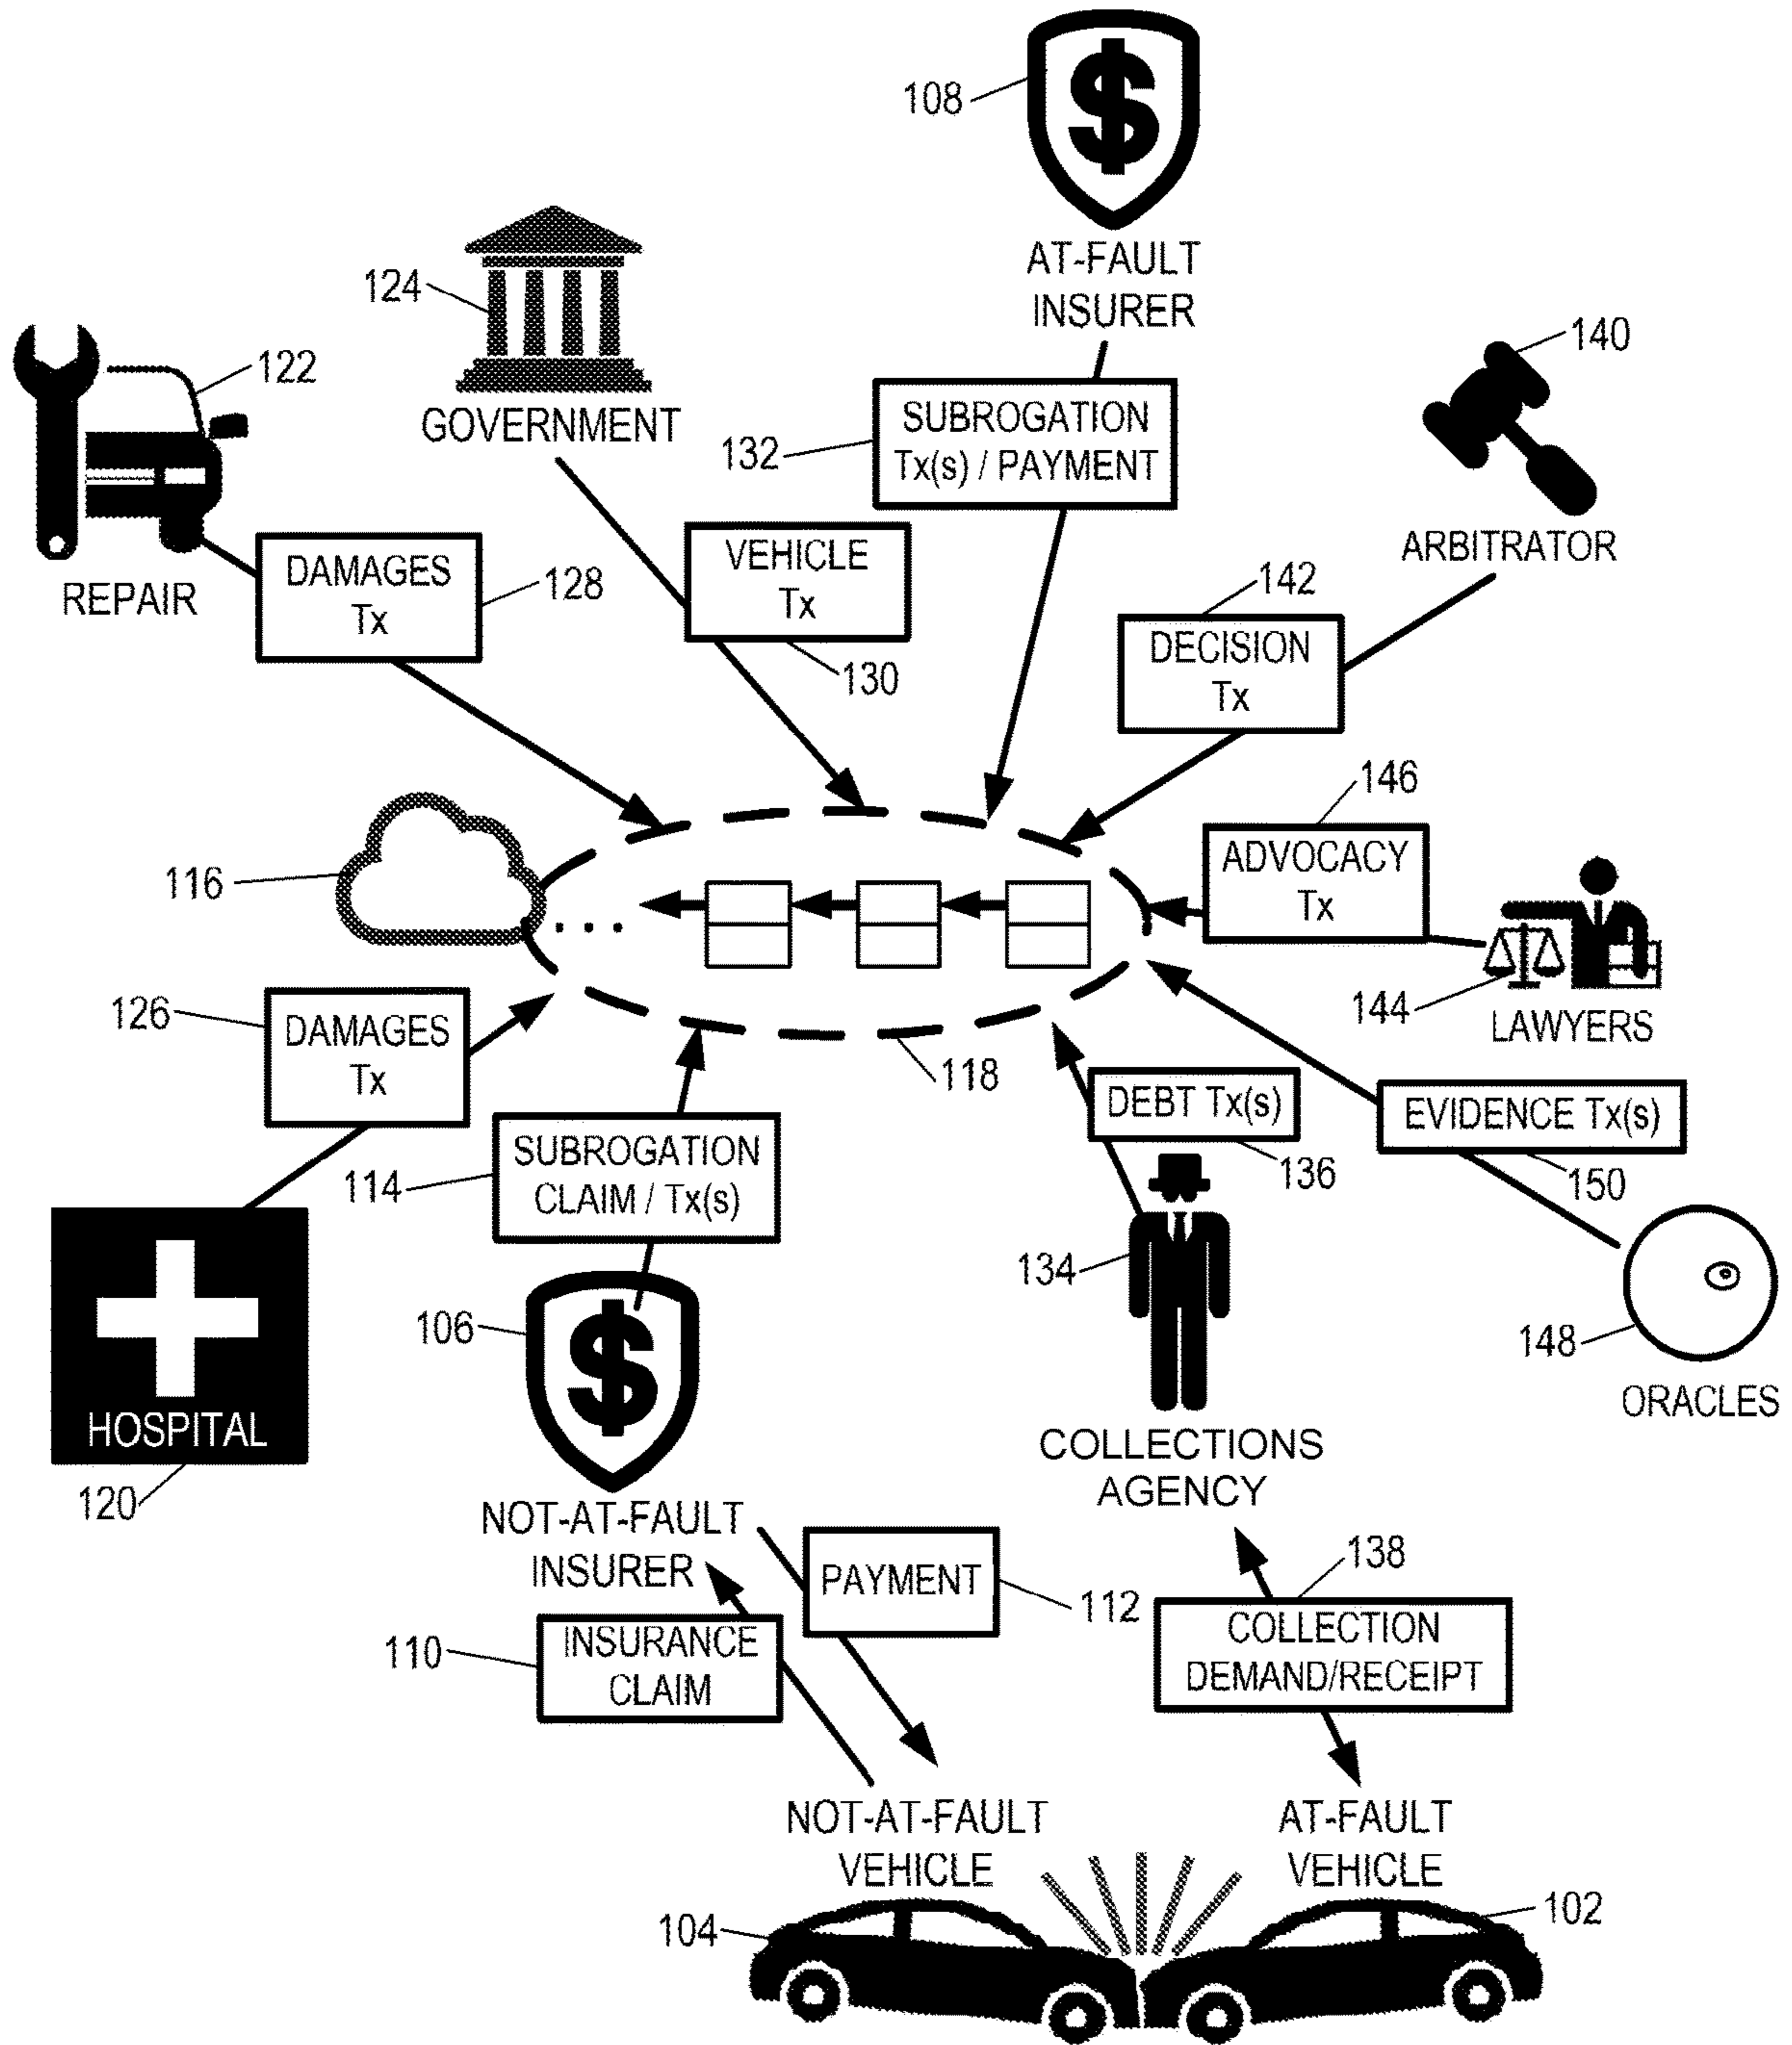 108
AT-FAULT
INSURER
124
GOVERNMENT
140
ARBITRATOR
122
REPAIR
132
SUBROGATION
Tx(s) / PAYMENT
DAMAGES
Tx
128
VEHICLE
Tx
130
142
DECISION
Tx
146
ADVOCACY
Tx
116
...
144
LAWYERS
126
DAMAGES
Tx
118
DEBT Tx(s)
136
EVIDENCE Tx(s)
150
114
SUBROGATION
CLAIM / Tx(s)
134
106
148
ORACLES
HOSPITAL
120
COLLECTIONS
AGENCY
NOT-AT-FAULT
INSURER
PAYMENT
112
138
COLLECTION
DEMAND/RECEIPT
110
INSURANCE
CLAIM
NOT-AT-FAULT
VEHICLE
AT-FAULT
VEHICLE
104
102
$
$